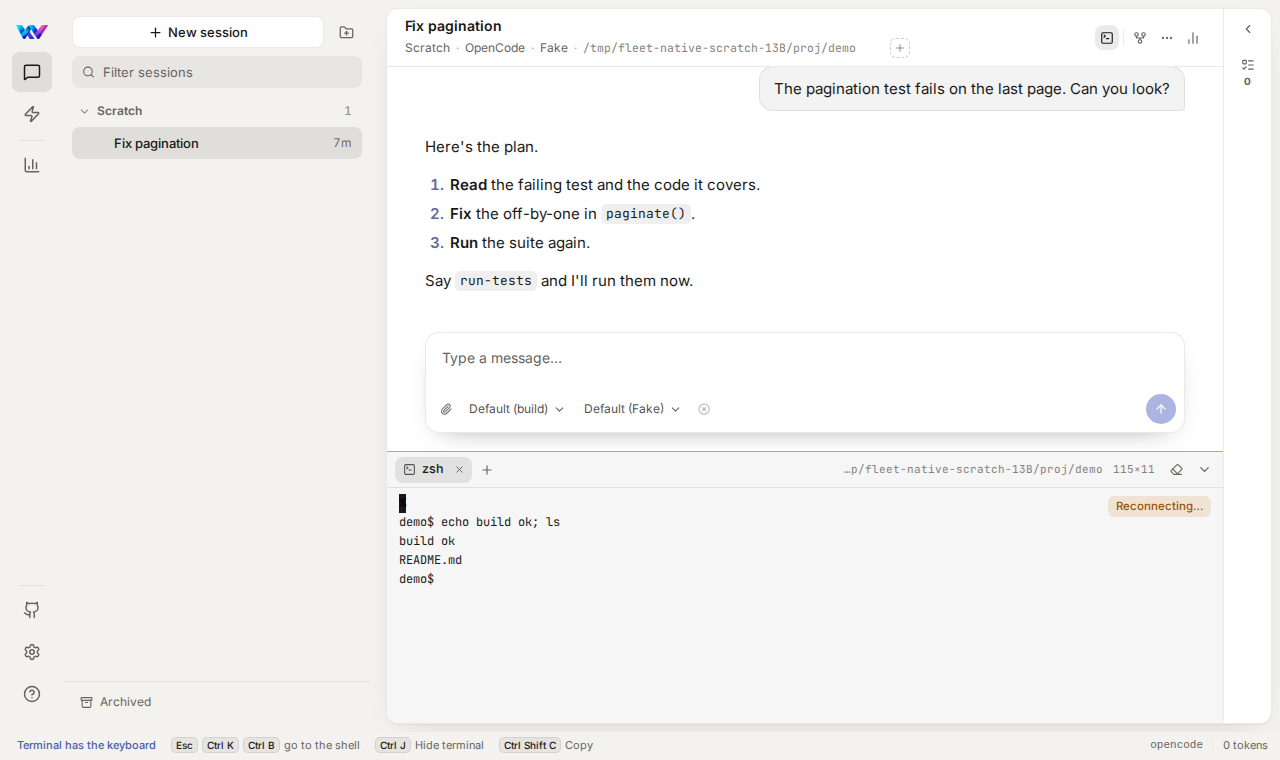 New session
Filter sessions
Scratch 1
Fix pagination 7m
Archived
Fix pagination
Scratch · OpenCode · Fake · /tmp/fleet-native-scratch-13B/proj/demo
0
The pagination test fails on the last page. Can you look?
Here's the plan.
1. Read the failing test and the code it covers.
2. Fix the off-by-one in paginate().
3. Run the suite again.
Say run-tests and I'll run them now.
Type a message...
Default (build) Default (Fake)
zsh …p/fleet-native-scratch-13B/proj/demo 115×11
Reconnecting...
demo$ echo build ok; ls
build ok
README.md
demo$
Terminal has the keyboard Esc Ctrl K Ctrl B go to the shell Ctrl J Hide terminal Ctrl Shift C Copy opencode 0 tokens